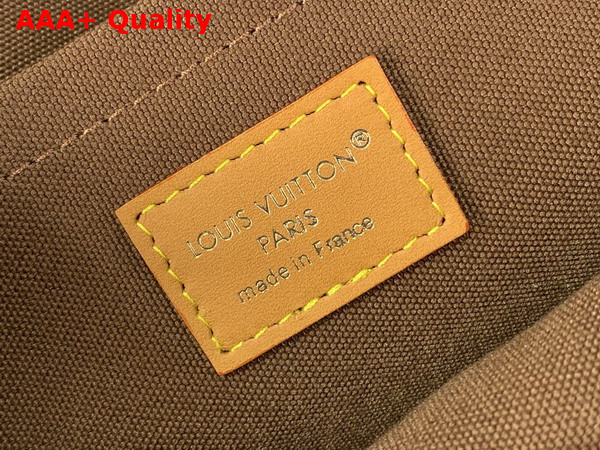 AAA+ Quality
LOUIS VUITTON®
PARIS
made in France